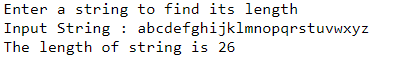 Enter a string to find its length
Input String : abcdefghijklmnopqrstuvwxyz
The length of string is 26